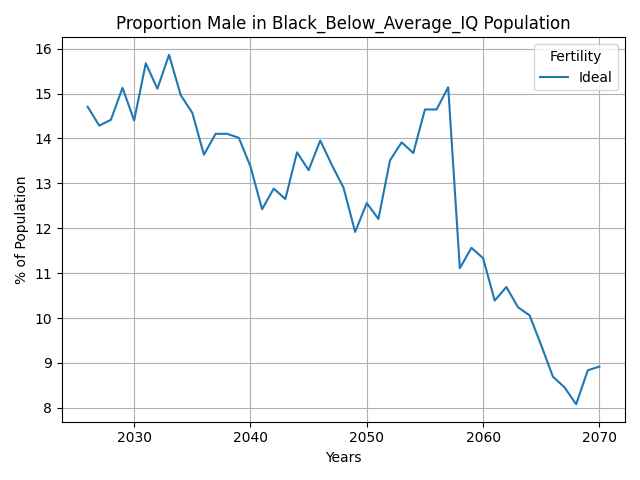 Proportion Male in Black_Below_Average_IQ Population
Fertility
Ideal
% of Population
16
15
14
13
12
11
10
9
8
2030 2040 2050 2060 2070
Years